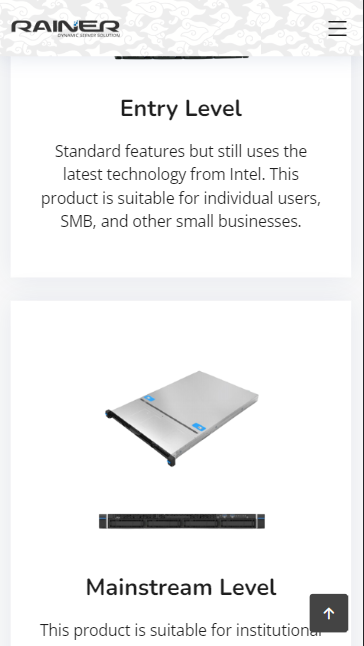 RAINER
DYNAMIC SERVER SOLUTION
Entry Level
Standard features but still uses the
latest technology from Intel. This
product is suitable for individual users,
SMB, and other small businesses.
Mainstream Level
This product is suitable for institutional